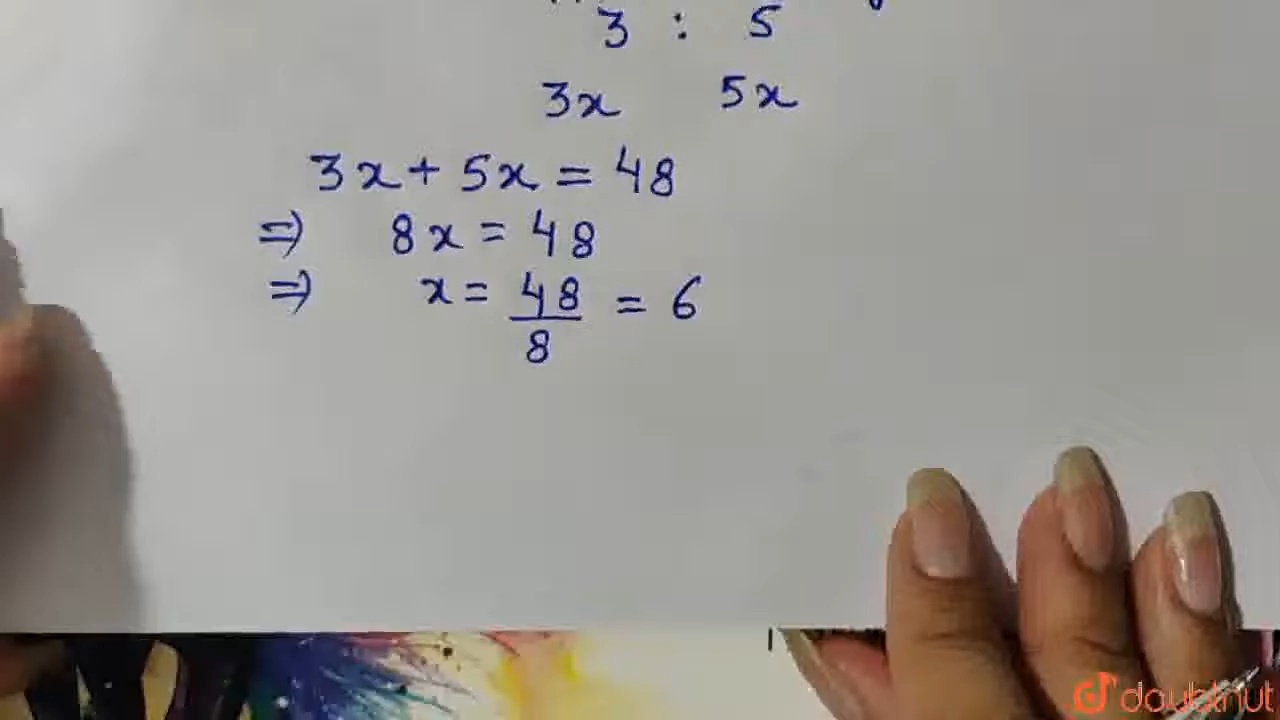 3 : 5
3x 5x
3x + 5x = 48
⇒ 8x = 48
⇒ x = 48/8 = 6
doubtnut